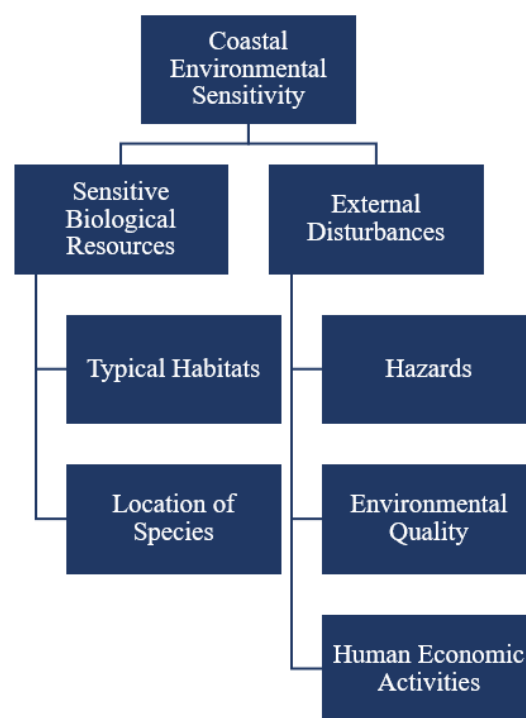 Coastal
Environmental
Sensitivity
Sensitive
Biological
Resources
External
Disturbances
Typical Habitats
Hazards
Location of
Species
Environmental
Quality
Human Economic
Activities